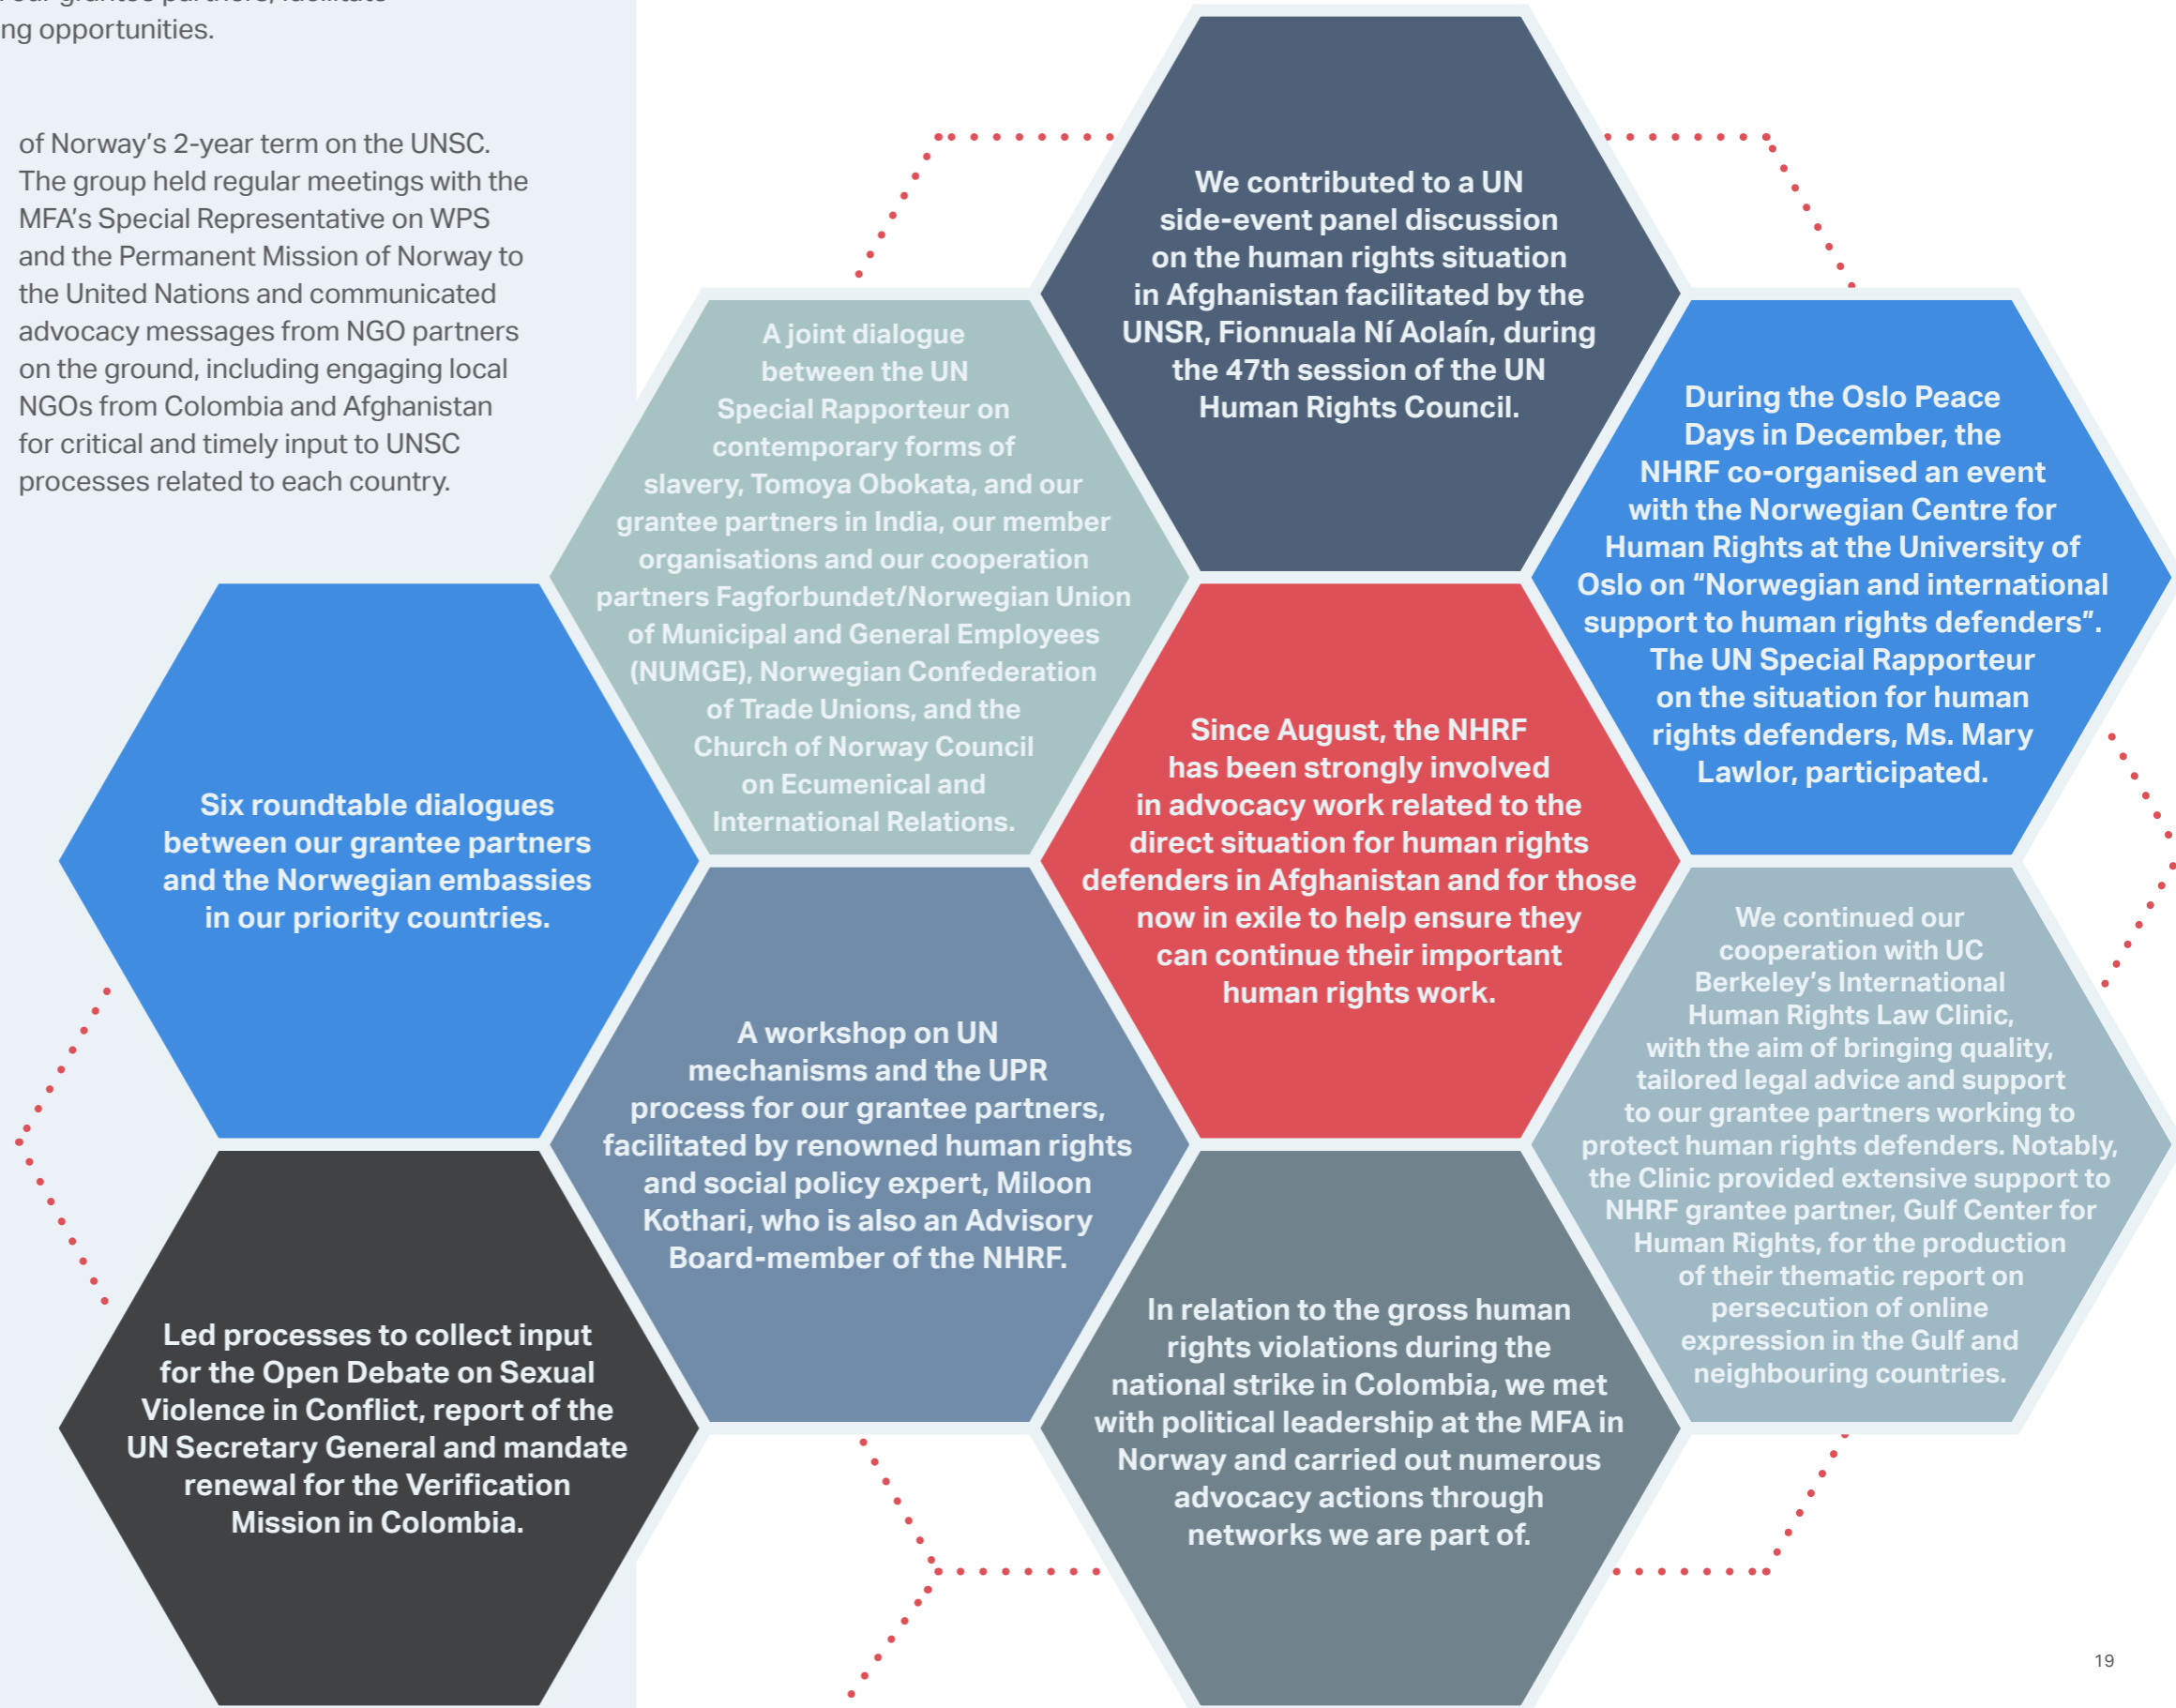 ng opportunities.
of Norway's 2-year term on the UNSC.
The group held regular meetings with the
MFA's Special Representative on WPS
and the Permanent Mission of Norway to
the United Nations and communicated
advocacy messages from NGO partners
on the ground, including engaging local
NGOs from Colombia and Afghanistan
for critical and timely input to UNSC
processes related to each country.
We contributed to a UN
side-event panel discussion
on the human rights situation
in Afghanistan facilitated by the
UNSR, Fionnuala Ní Aolaín, during
the 47th session of the UN
Human Rights Council.
A joint dialogue
between the UN
Special Rapporteur on
contemporary forms of
slavery, Tomoya Obokata, and our
grantee partners in India, our member
organisations and our cooperation
partners Fagforbundet/Norwegian Union
of Municipal and General Employees
(NUMGE), Norwegian Confederation
of Trade Unions, and the
Church of Norway Council
on Ecumenical and
International Relations.
During the Oslo Peace
Days in December, the
NHRF co-organised an event
with the Norwegian Centre for
Human Rights at the University of
Oslo on “Norwegian and international
support to human rights defenders”.
The UN Special Rapporteur
on the situation for human
rights defenders, Ms. Mary
Lawlor, participated.
Six roundtable dialogues
between our grantee partners
and the Norwegian embassies
in our priority countries.
Since August, the NHRF
has been strongly involved
in advocacy work related to the
direct situation for human rights
defenders in Afghanistan and for those
now in exile to help ensure they
can continue their important
human rights work.
A workshop on UN
mechanisms and the UPR
process for our grantee partners,
facilitated by renowned human rights
and social policy expert, Miloon
Kothari, who is also an Advisory
Board-member of the NHRF.
We continued our
cooperation with UC
Berkeley's International
Human Rights Law Clinic,
with the aim of bringing quality,
tailored legal advice and support
to our grantee partners working to
protect human rights defenders. Notably,
the Clinic provided extensive support to
NHRF grantee partner, Gulf Center for
Human Rights, for the production
of their thematic report on
persecution of online
expression in the Gulf and
neighbouring countries.
Led processes to collect input
for the Open Debate on Sexual
Violence in Conflict, report of the
UN Secretary General and mandate
renewal for the Verification
Mission in Colombia.
In relation to the gross human
rights violations during the
national strike in Colombia, we met
with political leadership at the MFA in
Norway and carried out numerous
advocacy actions through
networks we are part of.
19